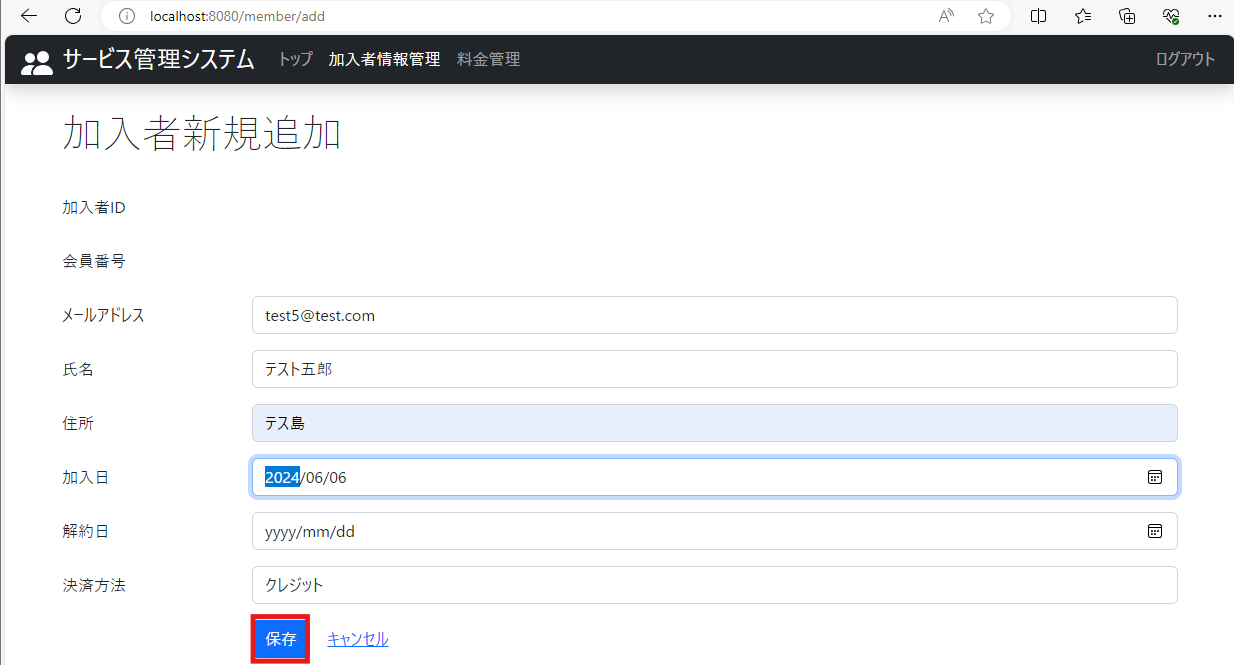 localhost:8080/member/add
サービス管理システム トップ 加入者情報管理 料金管理 ログアウト
加入者新規追加
加入者ID
会員番号
メールアドレス test5@test.com
氏名 テスト五郎
住所 テス島
加入日 2024/06/06
解約日 yyyy/mm/dd
決済方法 クレジット
保存 キャンセル